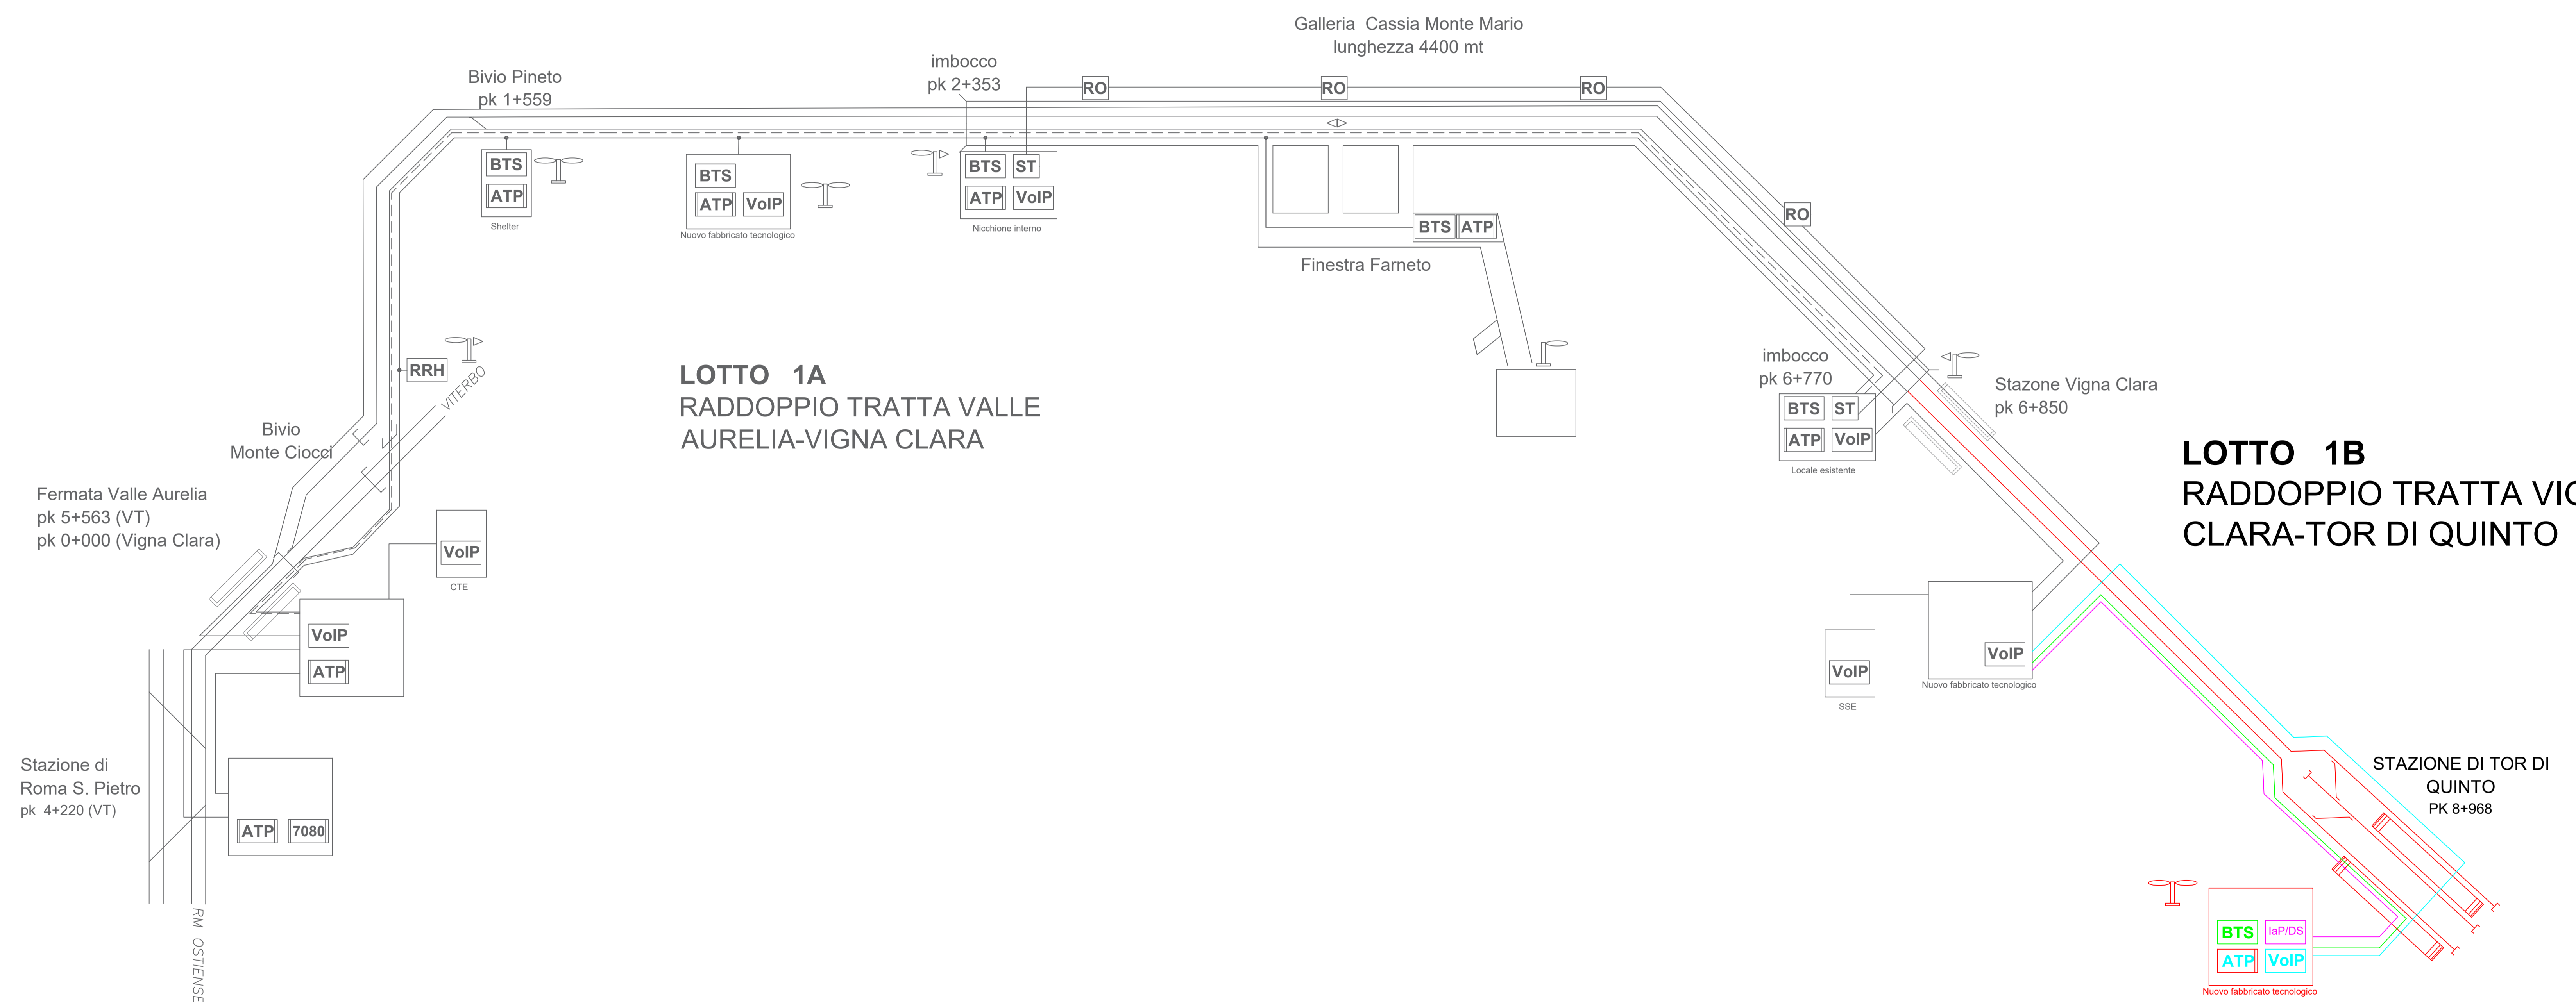 Galleria Cassia Monte Mario
lunghezza 4400 mt
imbocco
pk 2+353
Bivio Pineto
pk 1+559
RO
RO
RO
BTS
ATP
Shelter
BTS
ATP
VoIP
Nuovo fabbricato tecnologico
BTS
ST
ATP
VoIP
Nicchione interno
BTS
ATP
Finestra Farneto
RO
RRH
VITERBO
LOTTO 1A
RADDOPPIO TRATTA VALLE
AURELIA-VIGNA CLARA
imbocco
pk 6+770
BTS
ST
ATP
VoIP
Locale esistente
Stazone Vigna Clara
pk 6+850
LOTTO 1B
RADDOPPIO TRATTA VIG
CLARA-TOR DI QUINTO
Bivio
Monte Ciocci
Fermata Valle Aurelia
pk 5+563 (VT)
pk 0+000 (Vigna Clara)
VoIP
CTE
VoIP
ATP
VoIP
SSE
VoIP
Nuovo fabbricato tecnologico
Stazione di
Roma S. Pietro
pk 4+220 (VT)
ATP
7080
RM OSTIENSE
STAZIONE DI TOR DI
QUINTO
PK 8+968
BTS
IaP/DS
ATP
VoIP
Nuovo fabbricato tecnologico